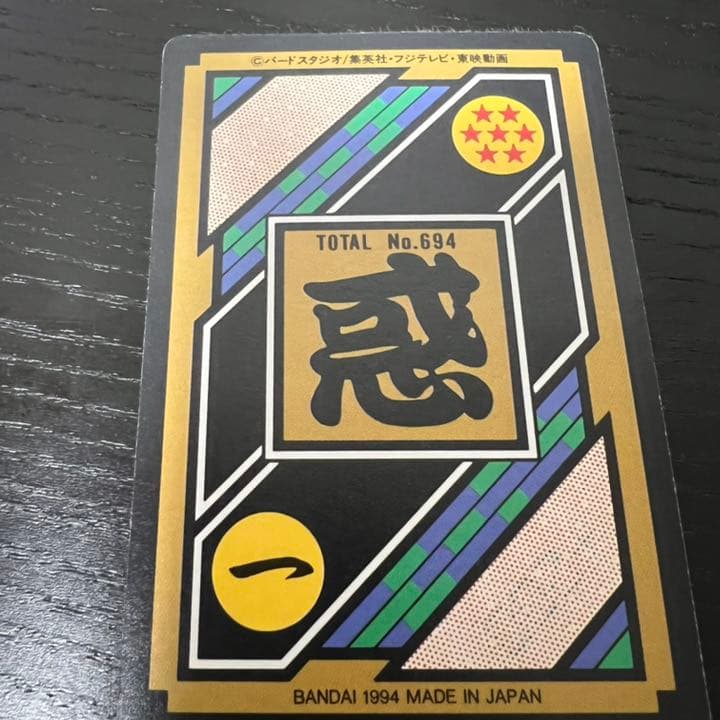 ©バードスタジオ/集英社・フジテレビ・東映動画
TOTAL No.694
惑
一
BANDAI 1994 MADE IN JAPAN